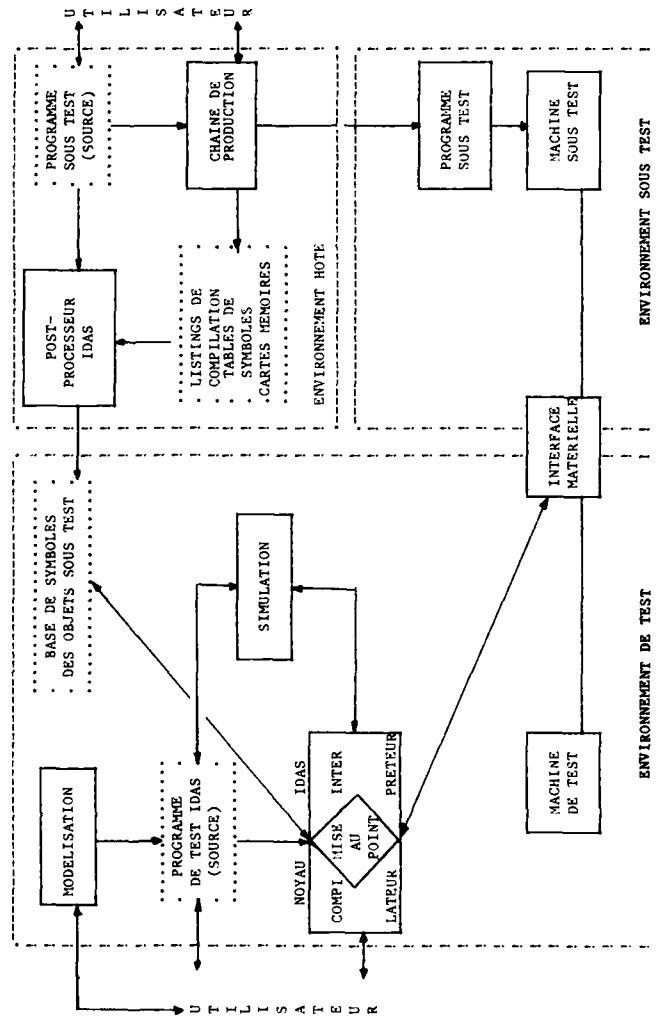 U T I L I S A T E U R
MODELISATION
PROGRAMME
DE TEST IDAS
(SOURCE)
NOYAU IDAS
COMPI
LATEUR
MISE
AU
POINT
INTER
PRETEUR
SIMULATION
BASE DE SYMBOLES
DES OBJETS SOUS TEST
MACHINE
DE TEST
ENVIRONNEMENT DE TEST
INTERFACE
MATERIELLE
POST-
PROCESSEUR
IDAS
PROGRAMME
SOUS TEST
(SOURCE)
LISTINGS DE
COMPILATION
TABLES DE
SYMBOLES
CARTES MEMOIRES
CHAINE DE
PRODUCTION
ENVIRONNEMENT HOTE
PROGRAMME
SOUS TEST
MACHINE
SOUS TEST
ENVIRONNEMENT SOUS TEST
U T I L I S A T E U R